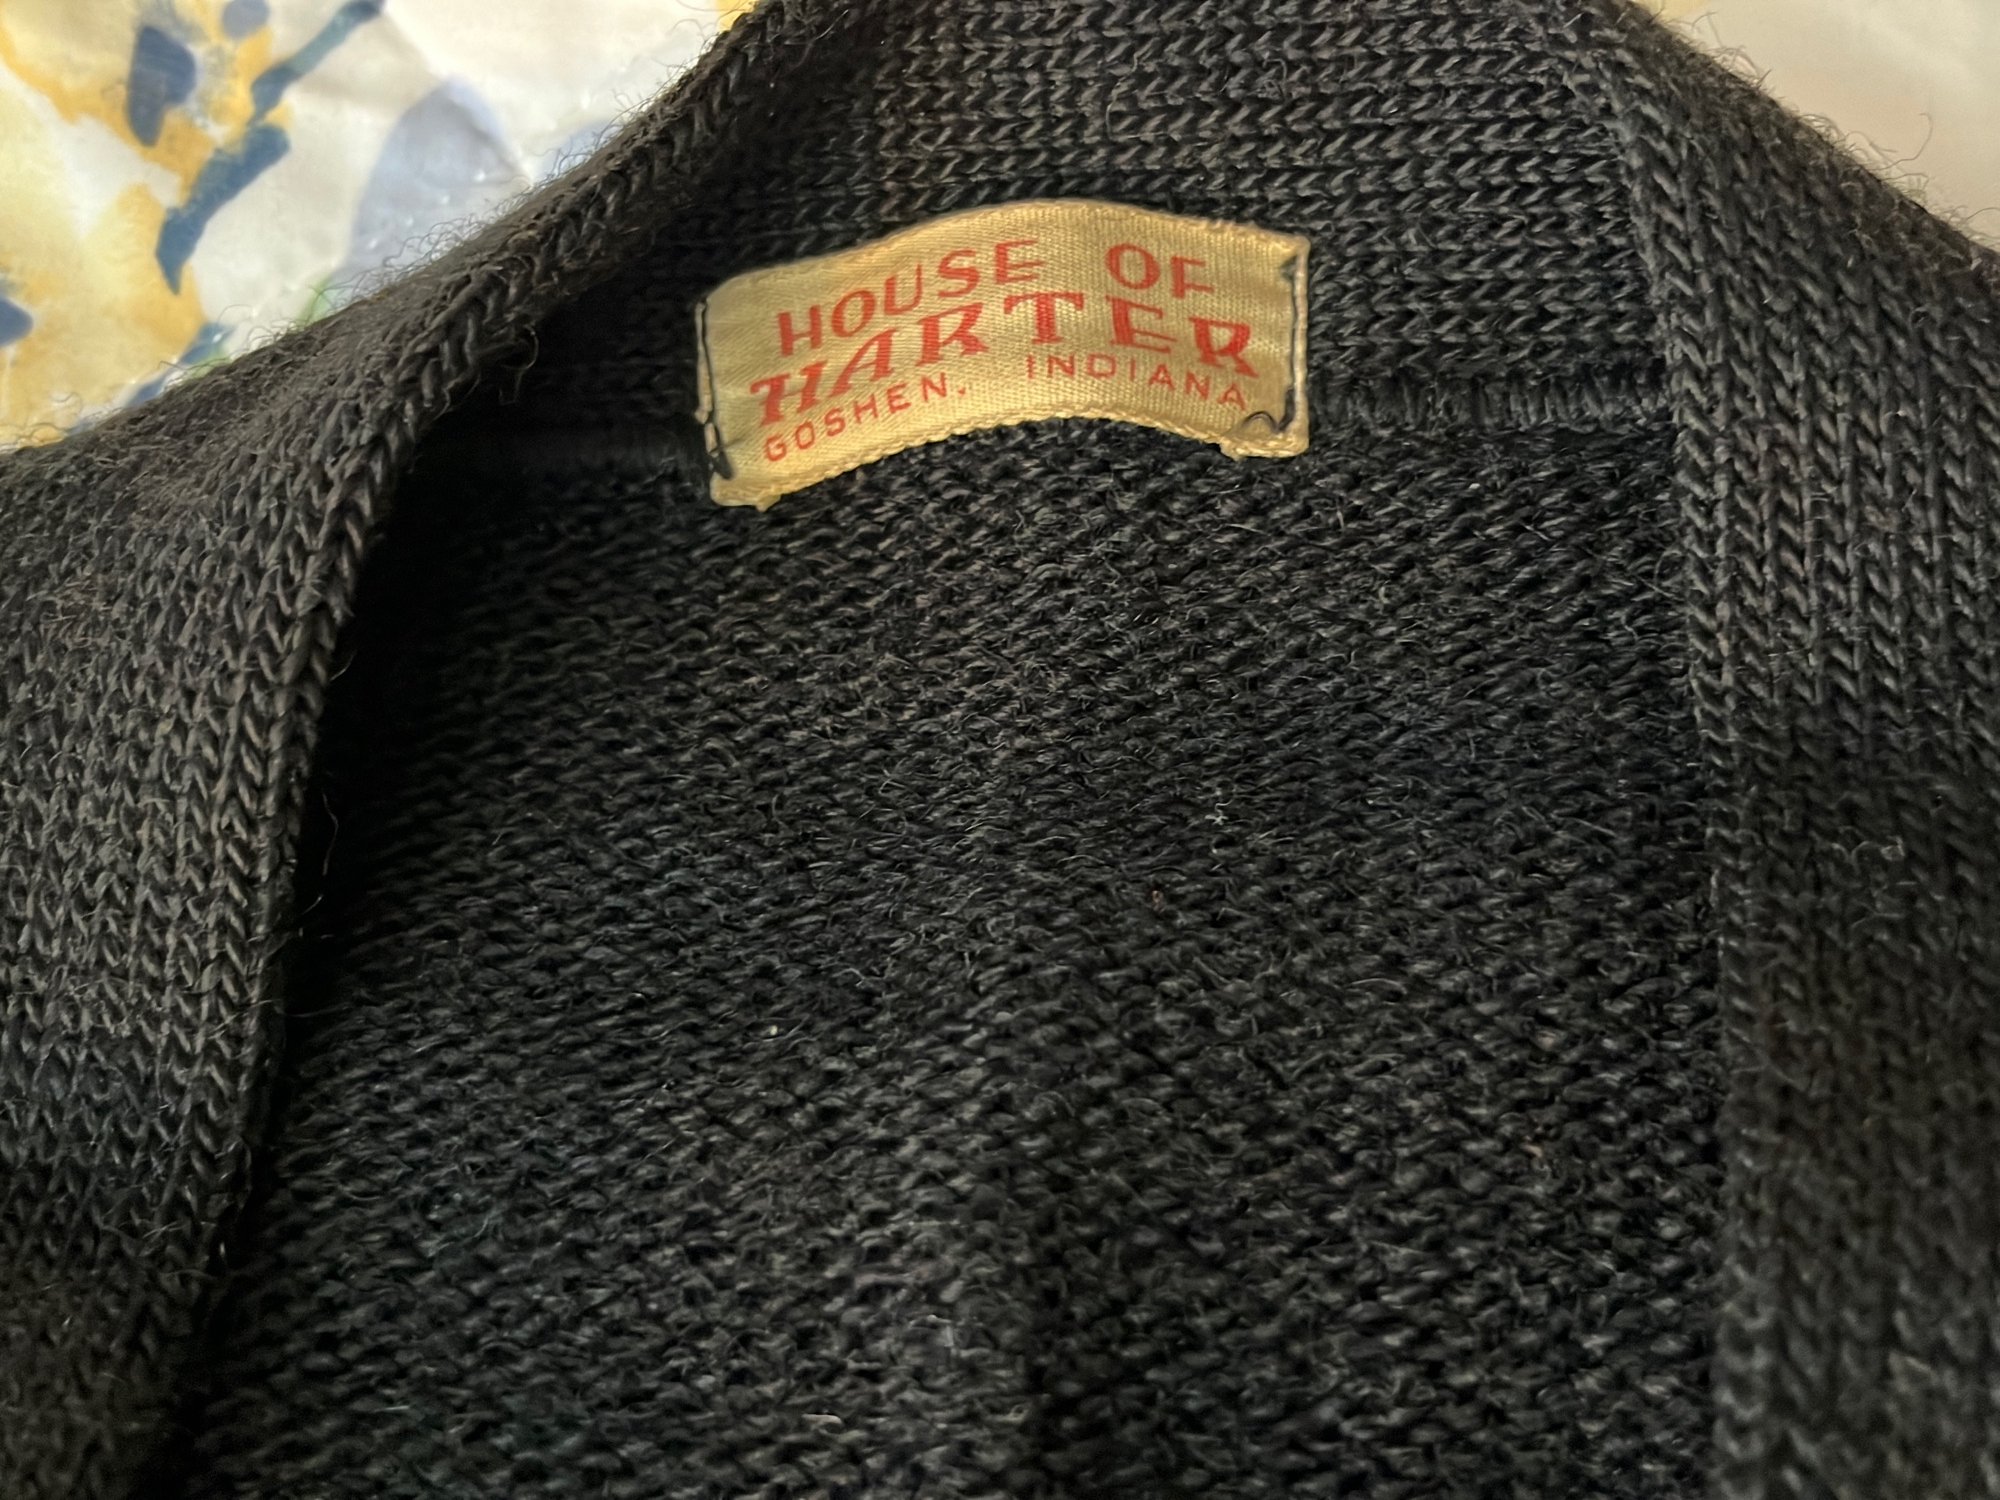 HOUSE OF
HARTER
GOSHEN, INDIANA